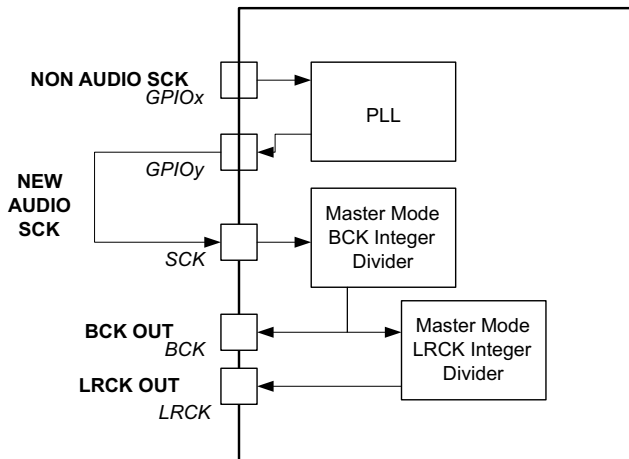 NON AUDIO SCK
GPIOx
PLL
GPIOy
NEW
AUDIO
SCK
SCK
Master Mode
BCK Integer
Divider
BCK OUT
BCK
Master Mode
LRCK Integer
Divider
LRCK OUT
LRCK